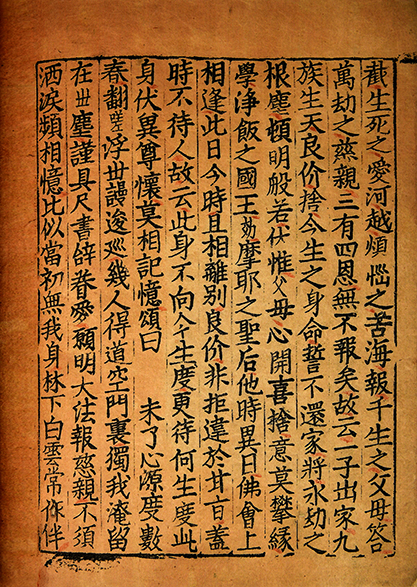 截生死之愛河越煩惱之苦海報千生之父母答
萬劫之慈親三有四恩無不報矣故云一子出家九
族生天良价捨今生之身命誓不還家將永劫之
根塵頓明般若伏惟父母心開喜捨意莫攀緣
學淨飯之國王効摩耶之聖后他時異日佛會上
相逢此日今時且相離別良价非拒違於甘旨蓋
時不待人故云此身不向今生度更待何生度此
身伏冀尊懷莫相記憶頌曰 未了心源度數
春翻嗟浮世謾逡廵幾人得道空門裏獨我淹留
在世塵謹具尺書辝眷愛願明大法報慈親不須
洒淚頻相憶比似當初無我身林下白雲常作伴